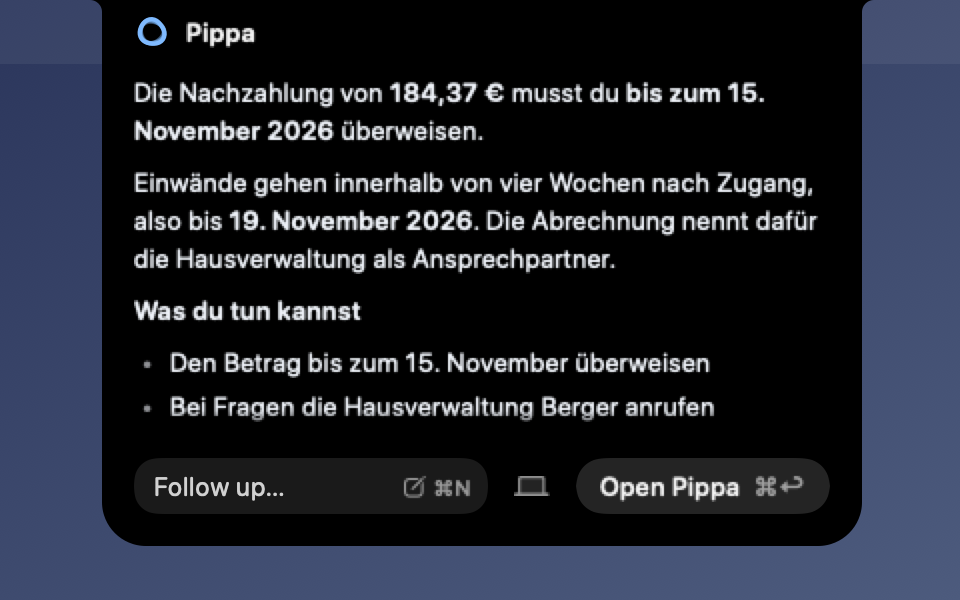 Pippa
Die Nachzahlung von 184,37 € musst du bis zum 15.
November 2026 überweisen.
Einwände gehen innerhalb von vier Wochen nach Zugang,
also bis 19. November 2026. Die Abrechnung nennt dafür
die Hausverwaltung als Ansprechpartner.
Was du tun kannst
• Den Betrag bis zum 15. November überweisen
• Bei Fragen die Hausverwaltung Berger anrufen
Follow up... ⌘N Open Pippa ⌘↩